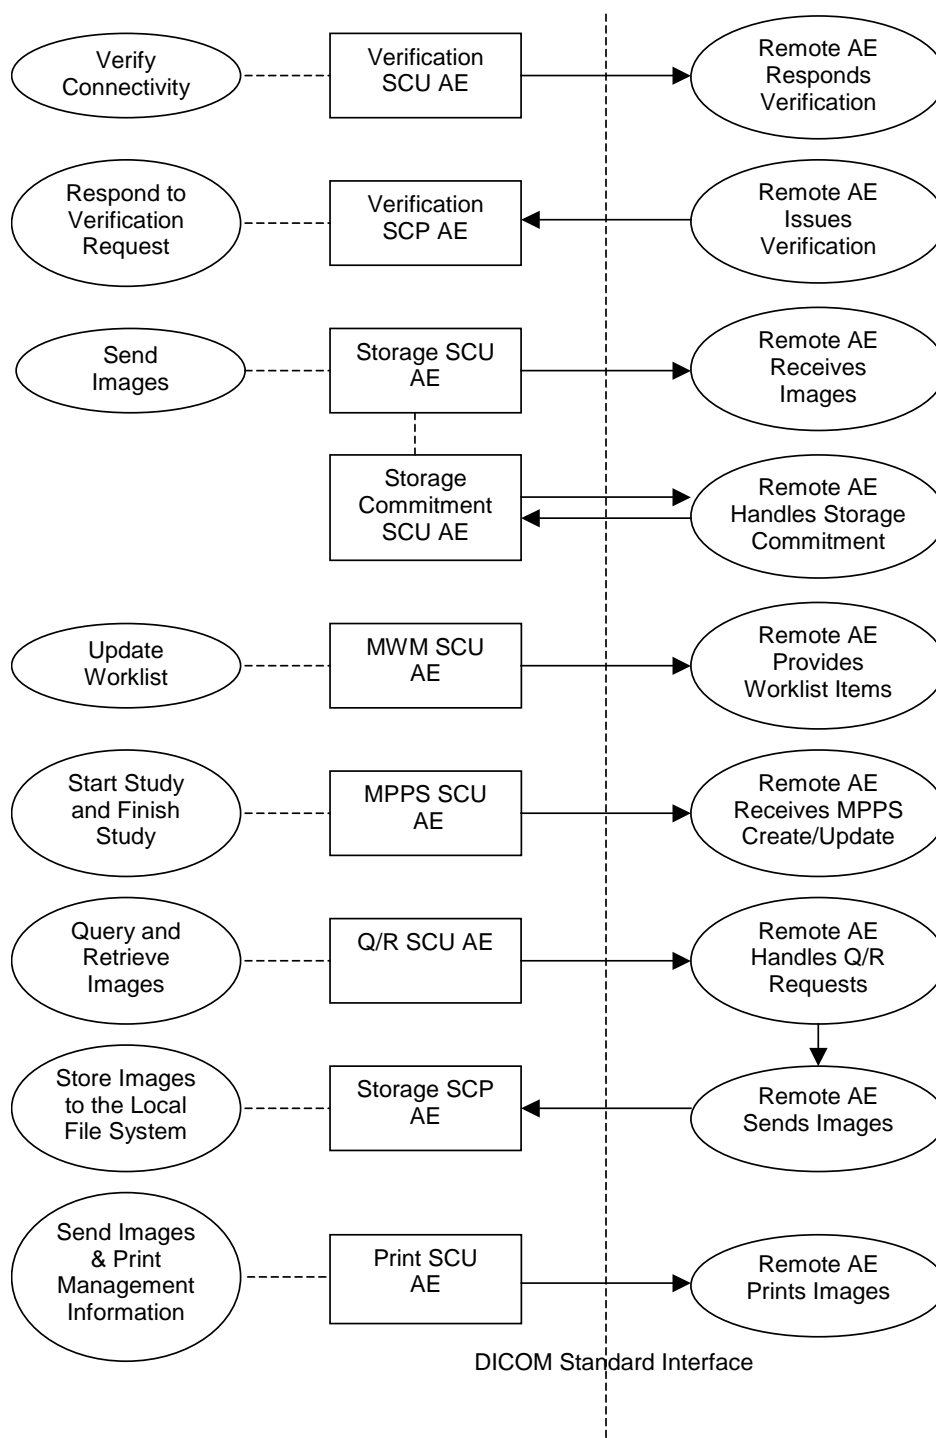 Verify
Connectivity
Verification
SCU AE
Remote AE
Responds
Verification
Respond to
Verification
Request
Verification
SCP AE
Remote AE
Issues
Verification
Send
Images
Storage SCU
AE
Remote AE
Receives
Images
Storage
Commitment
SCU AE
Remote AE
Handles Storage
Commitment
Update
Worklist
MWM SCU
AE
Remote AE
Provides
Worklist Items
Start Study
and Finish
Study
MPPS SCU
AE
Remote AE
Receives MPPS
Create/Update
Query and
Retrieve
Images
Q/R SCU AE
Remote AE
Handles Q/R
Requests
Store Images
to the Local
File System
Storage SCP
AE
Remote AE
Sends Images
Send Images
& Print
Management
Information
Print SCU
AE
Remote AE
Prints Images
DICOM Standard Interface